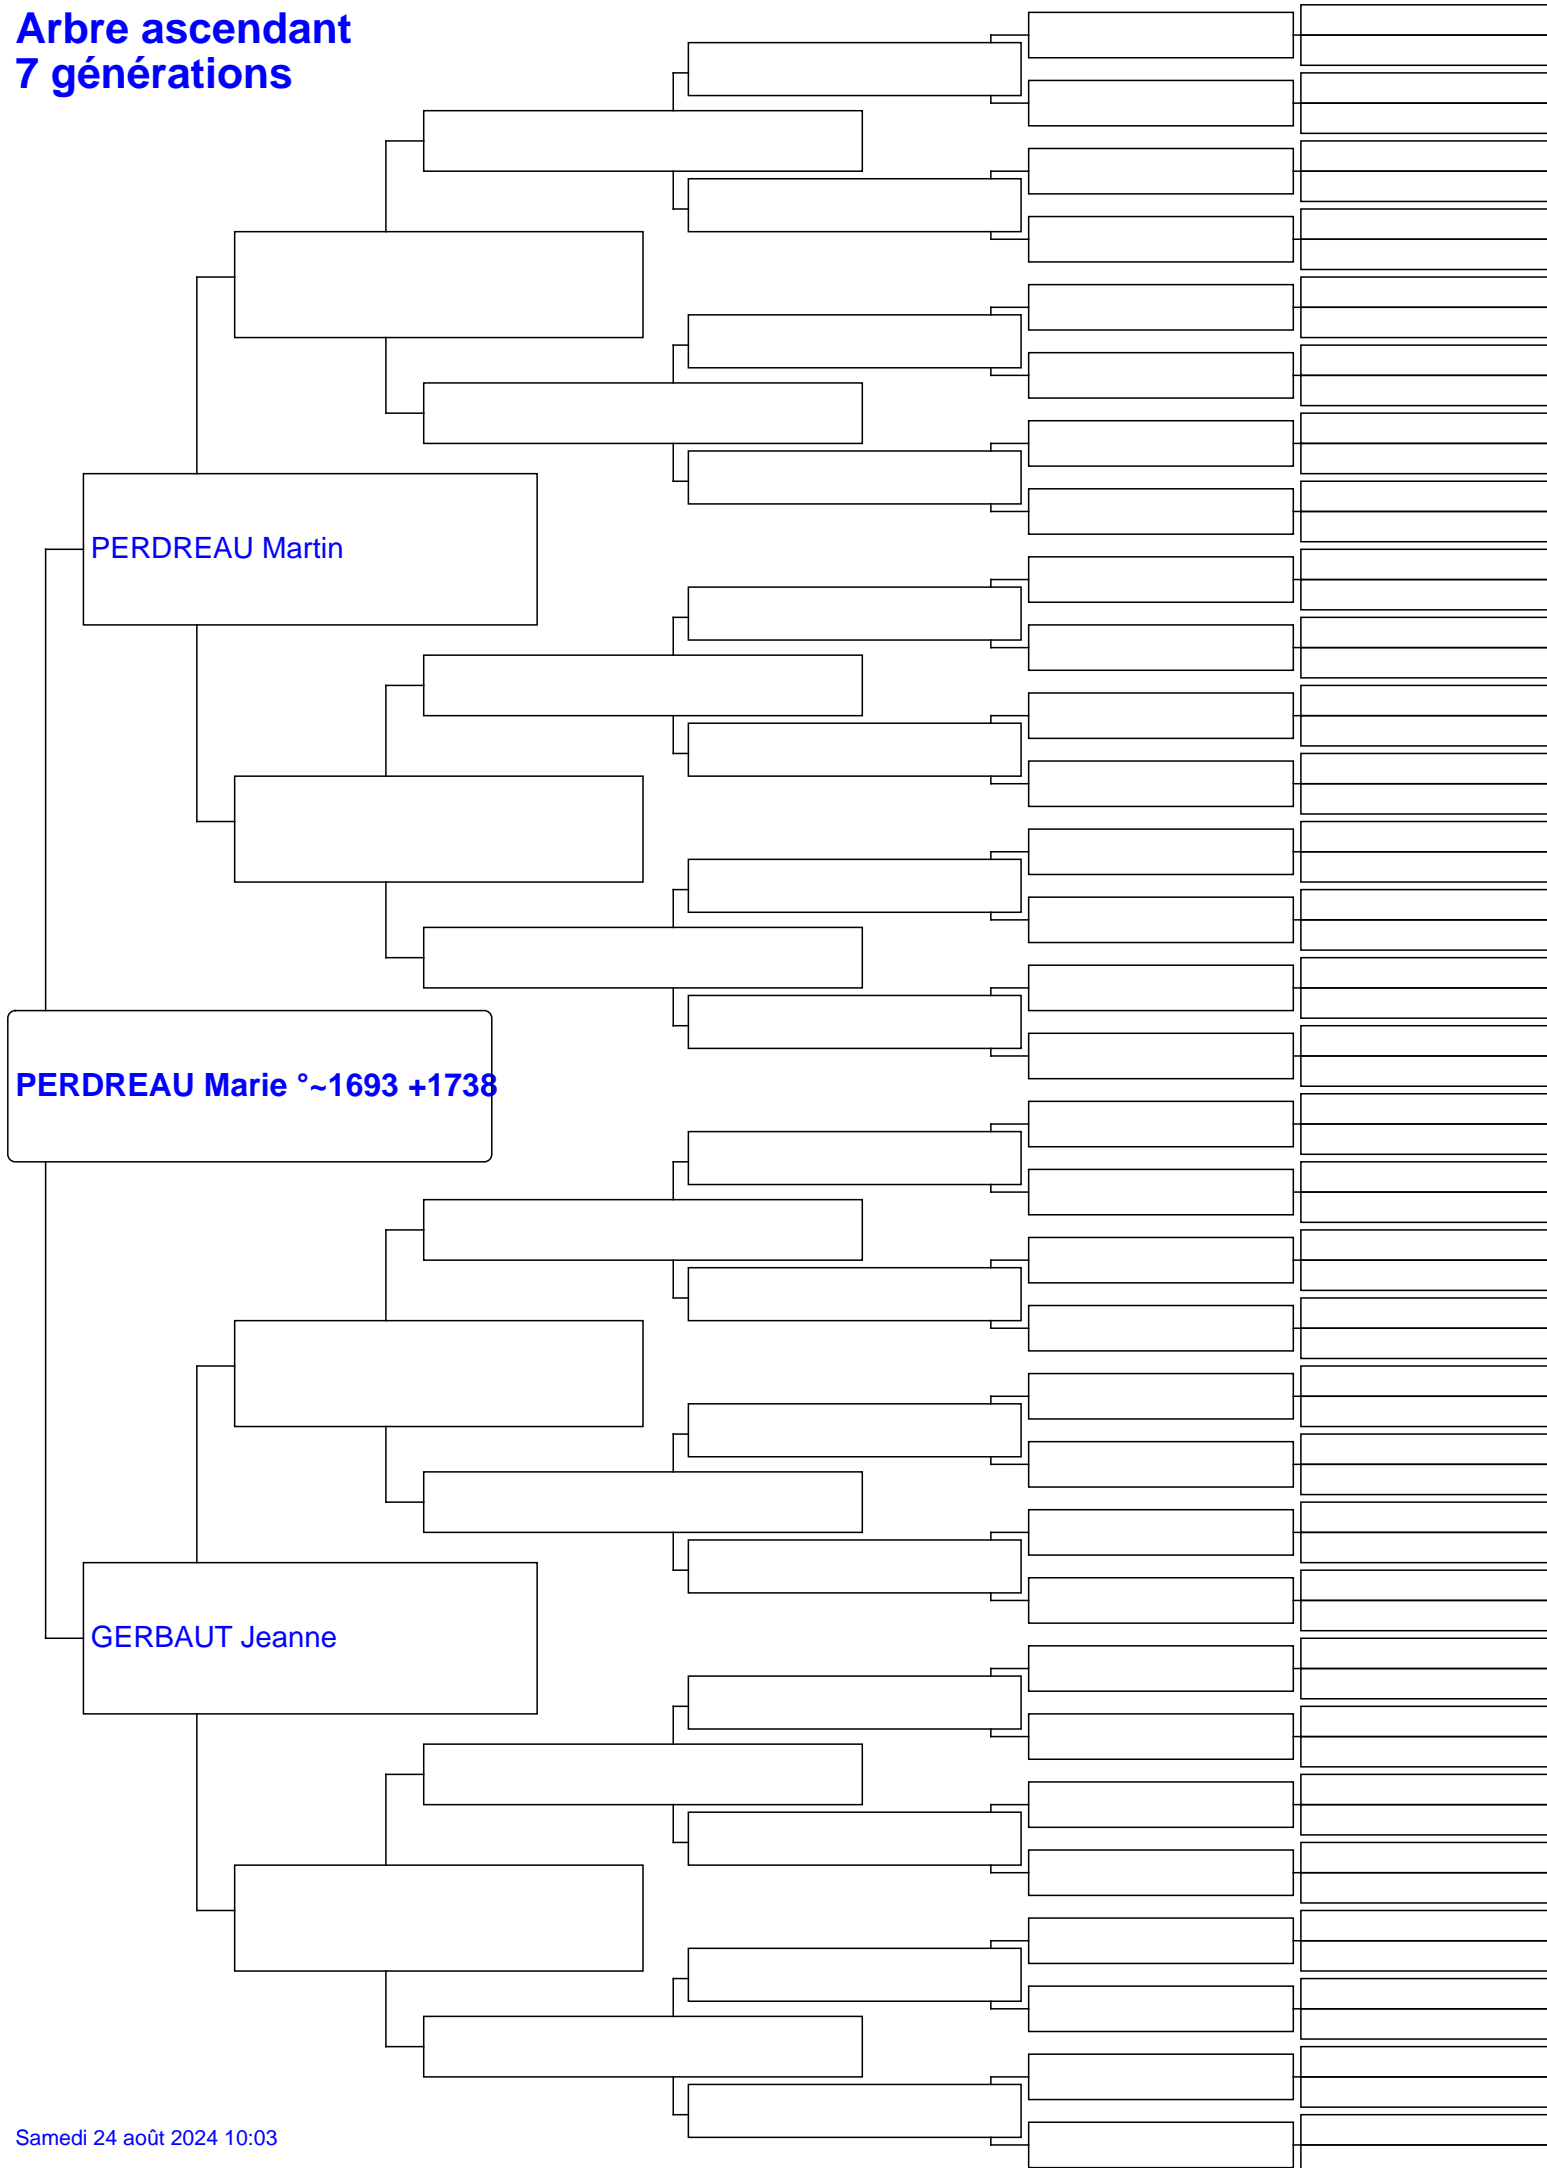 Arbre ascendant
7 générations
PERDREAU Martin
PERDREAU Marie °~1693 +1738
GERBAUT Jeanne
Samedi 24 août 2024 10:03